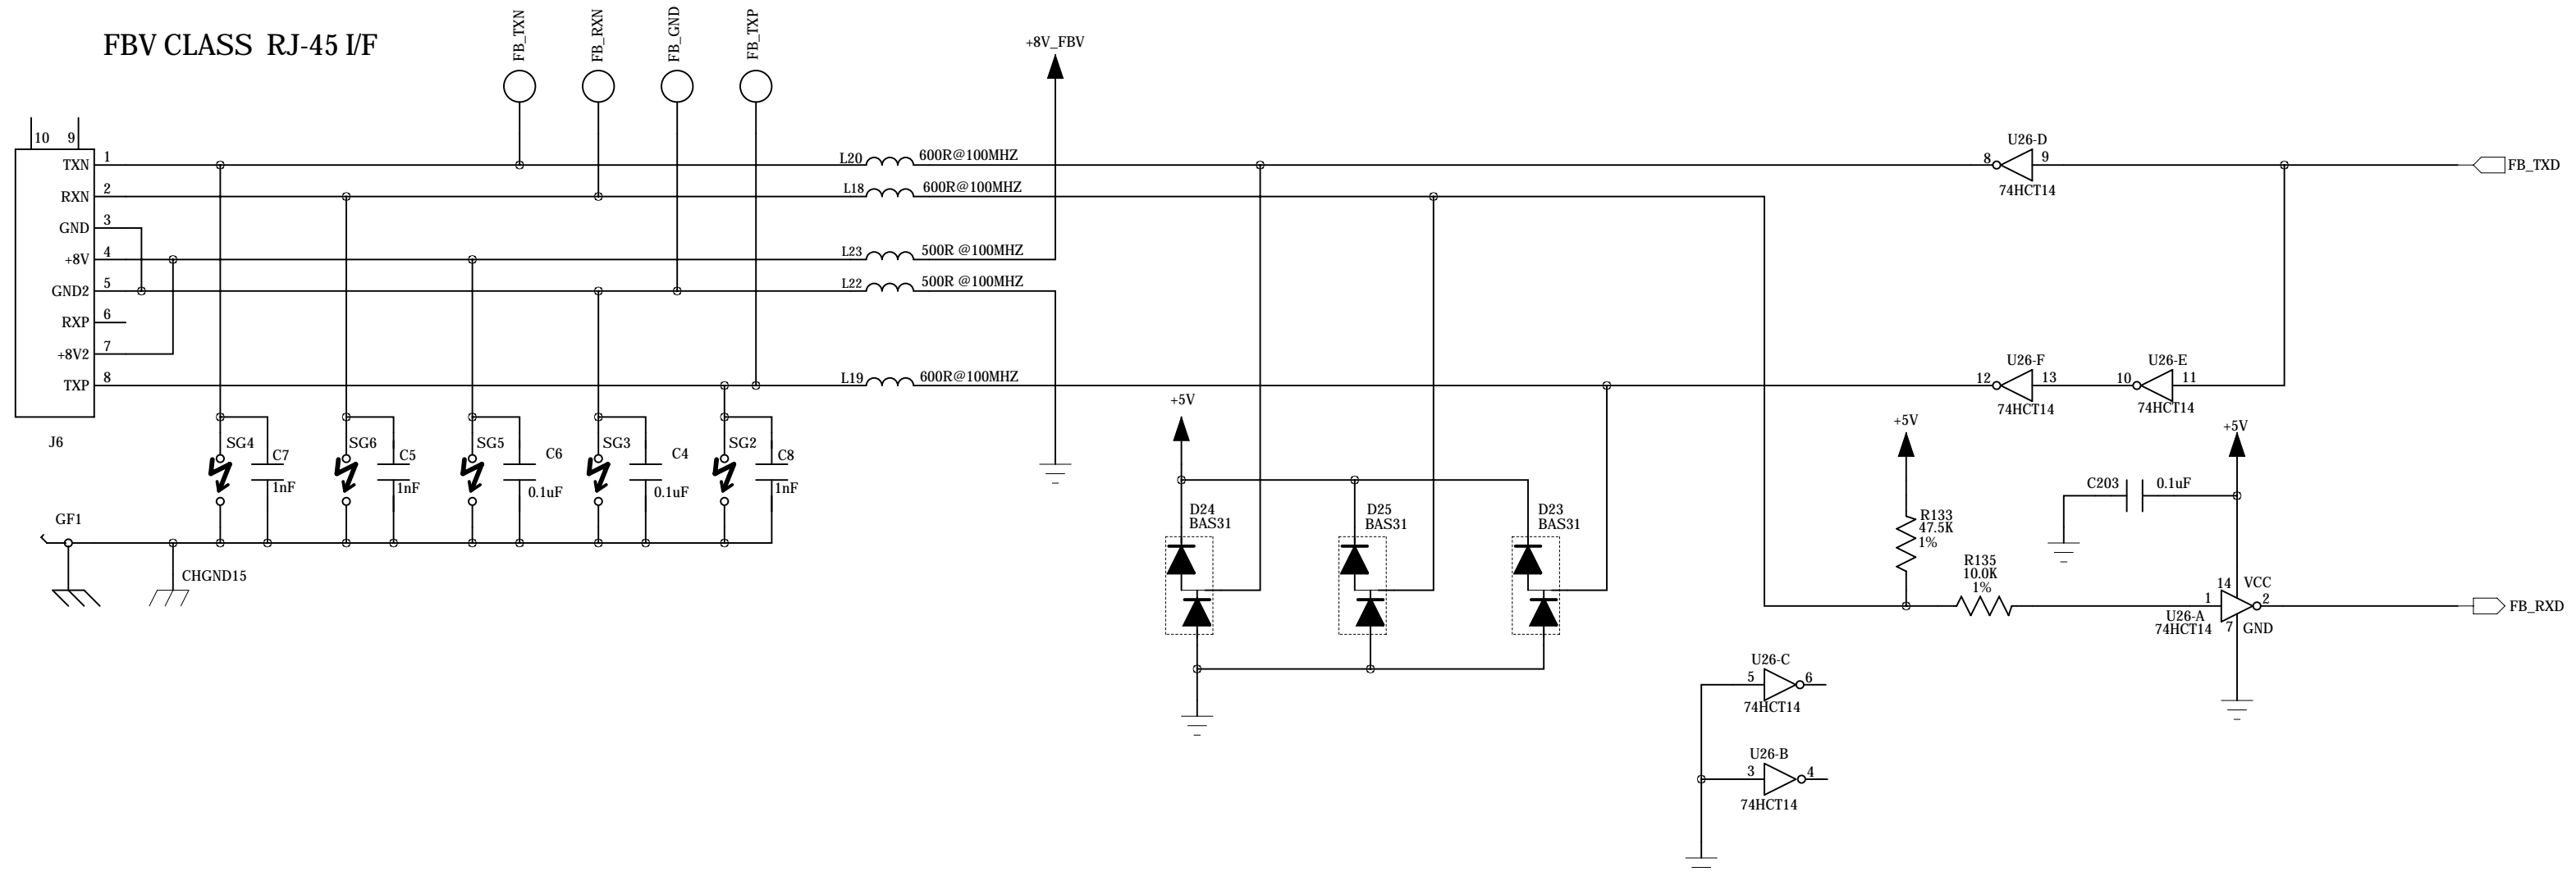 FBV CLASS RJ-45 I/F
FB_TXN
FB_RXN
FB_GND
FB_TXP
+8V_FBV
10 9
TXN 1
RXN 2
GND 3
+8V 4
GND2 5
RXP 6
+8V2 7
TXP 8
J6
L20 600R@100MHZ
L18 600R@100MHZ
L23 500R @100MHZ
L22 500R @100MHZ
L19 600R@100MHZ
U26-D
8 9
74HCT14
FB_TXD
U26-F
12 13
74HCT14
U26-E
10 11
74HCT14
SG4
C7
1nF
SG6
C5
1nF
SG5
C6
0.1uF
SG3
C4
0.1uF
SG2
C8
1nF
GF1
CHGND15
+5V
D24
BAS31
D25
BAS31
D23
BAS31
+5V
R133
47.5K
1%
R135
10.0K
1%
+5V
C203 0.1uF
14 VCC
1 2
U26-A
74HCT14
7 GND
FB_RXD
U26-C
5 6
74HCT14
U26-B
3 4
74HCT14